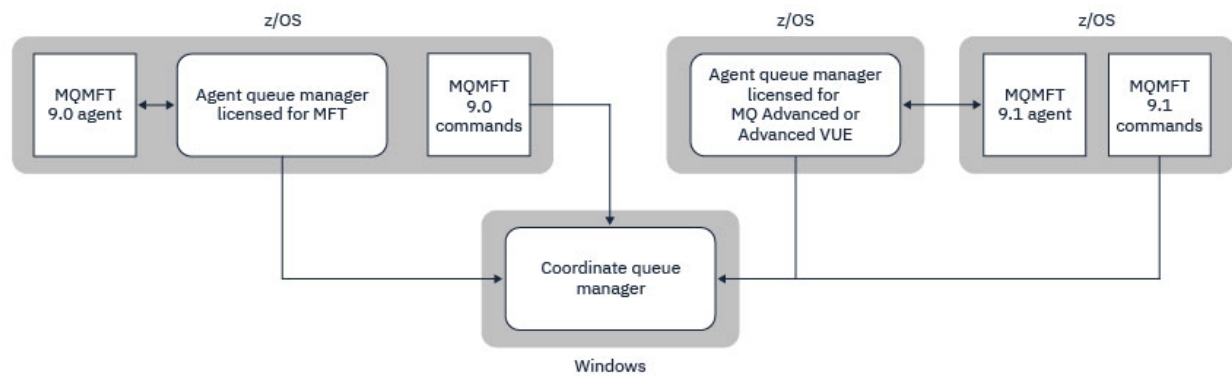 z/OS
z/OS
z/OS
MQMFT
9.0 agent
Agent queue manager
licensed for MFT
MQMFT
9.0
commands
Agent queue manager
licensed for
MQ Advanced or
Advanced VUE
MQMFT
9.1 agent
MQMFT
9.1
commands
Coordinate queue
manager
Windows